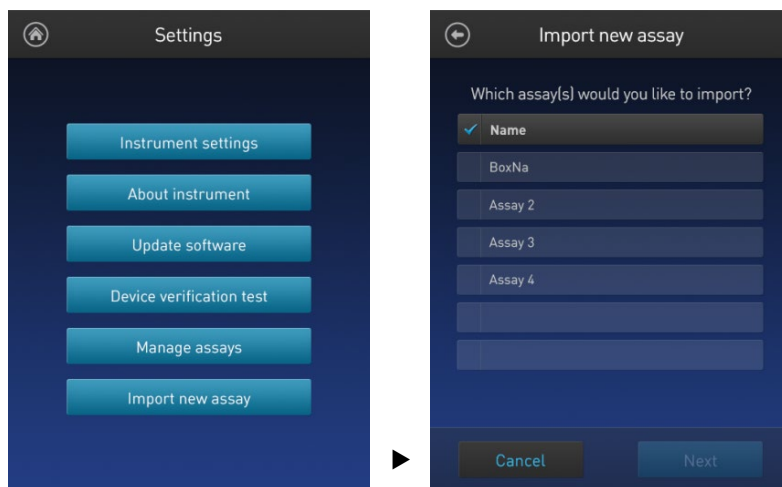 Settings
Instrument settings
About instrument
Update software
Device verification test
Manage assays
Import new assay
Import new assay
Which assay(s) would you like to import?
Name
BoxNa
Assay 2
Assay 3
Assay 4
Cancel
Next